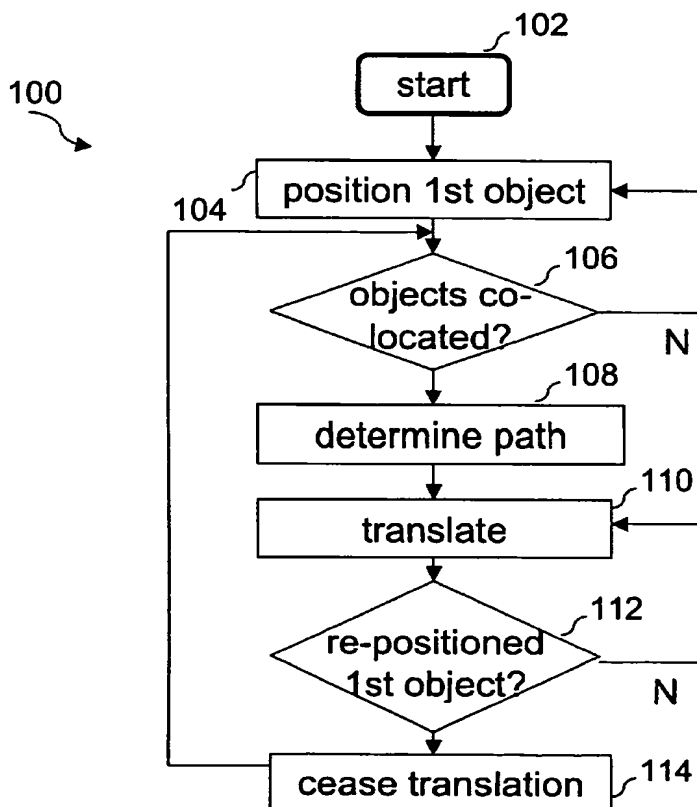 102
start
100
104
position 1st object
106
objects co-
located?
N
108
determine path
110
translate
112
re-positioned
1st object?
N
cease translation
114